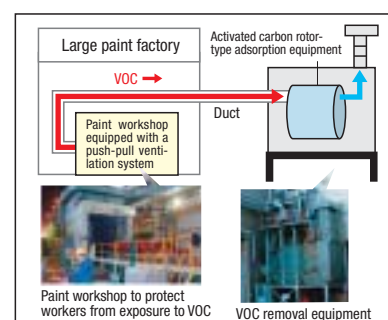 Large paint factory
Activated carbon rotor-
type adsorption equipment
VOC
Duct
Paint workshop
equipped with a
push-pull venti-
lation system
Paint workshop to protect
workers from exposure to VOC
VOC removal equipment